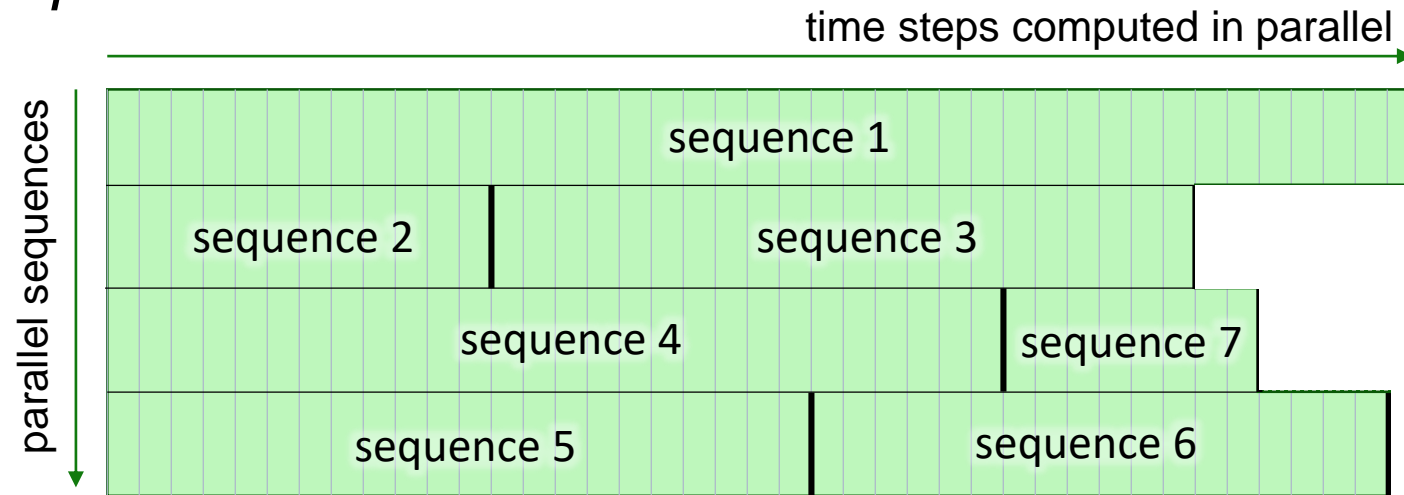 time steps computed in parallel
parallel sequences
sequence 1
sequence 2
sequence 3
sequence 4
sequence 7
sequence 5
sequence 6